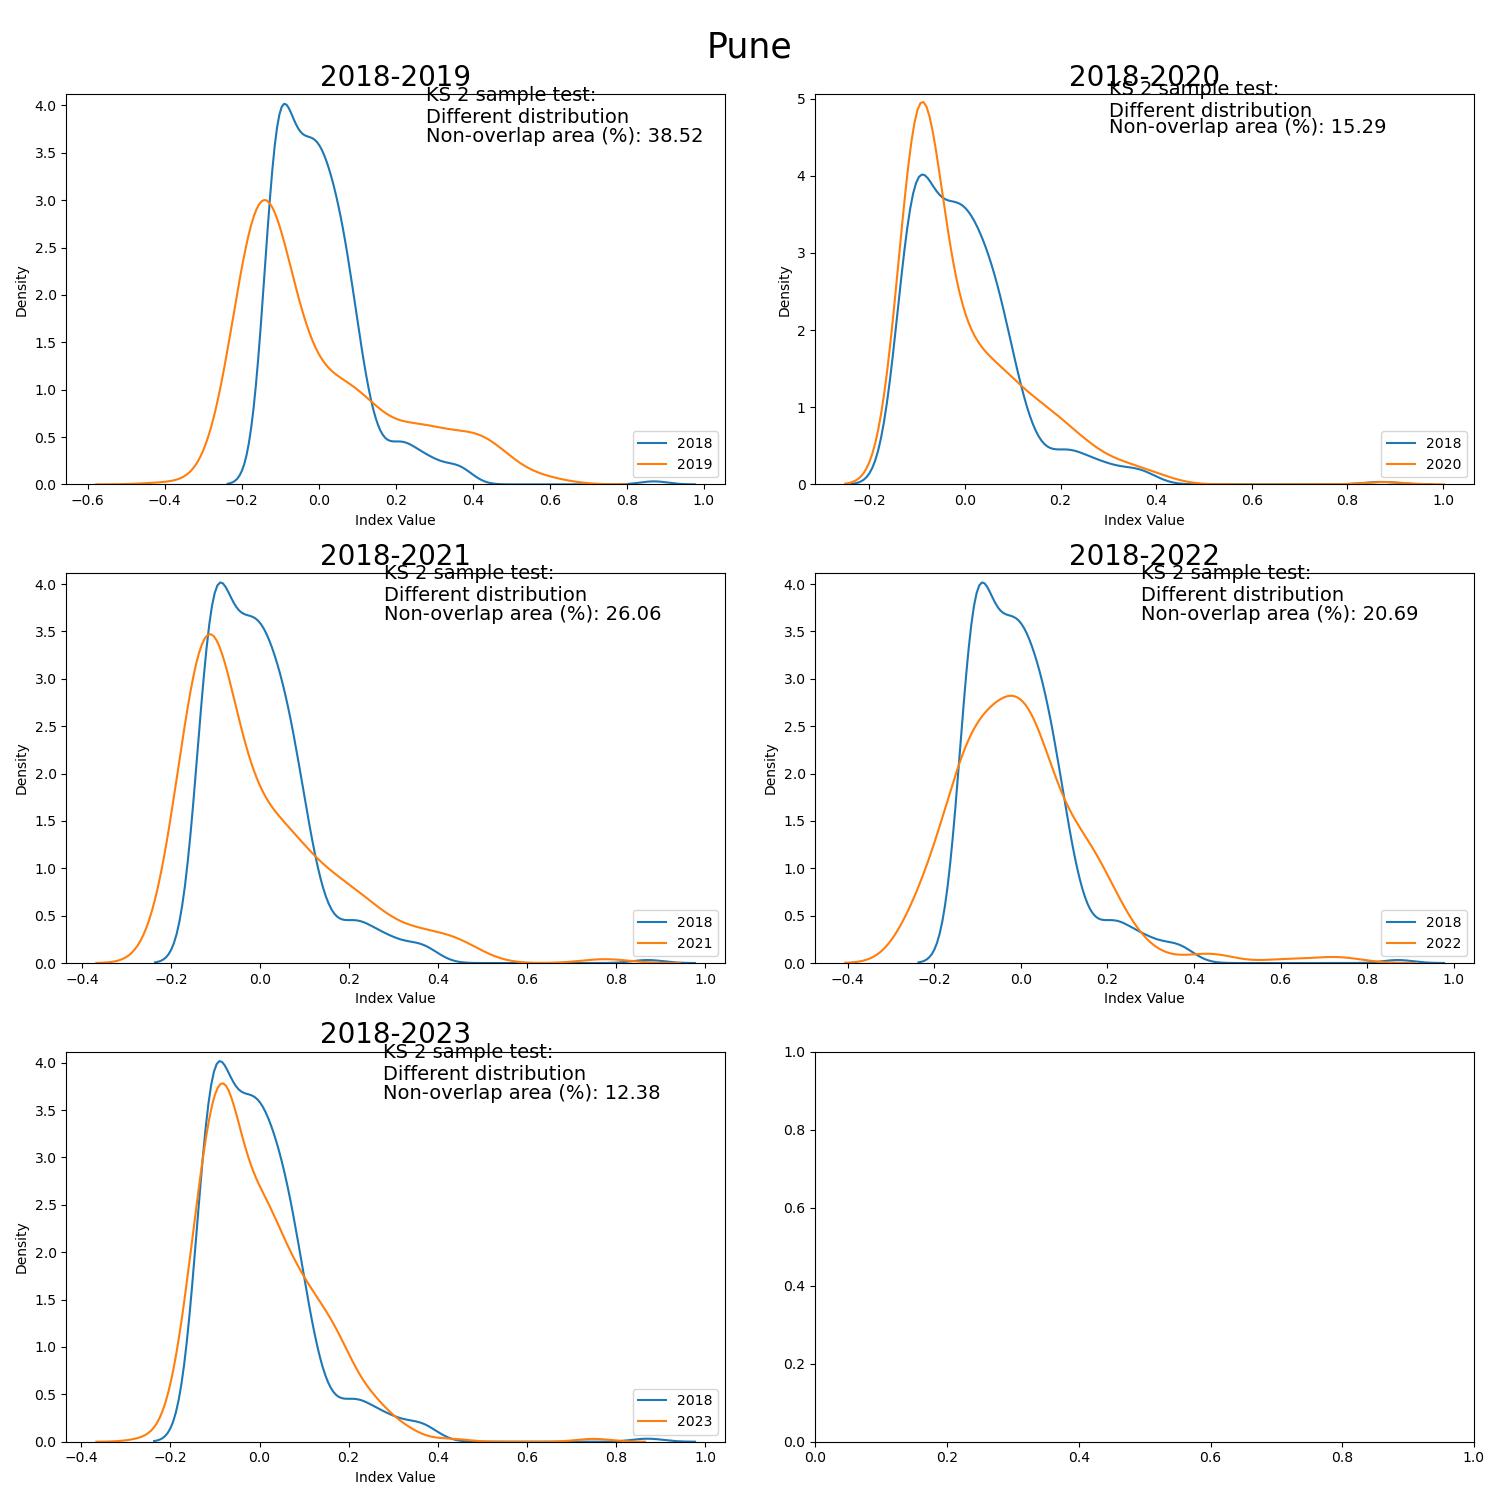 Pune
2018-2019
KS 2 sample test:
Different distribution
Non-overlap area (%): 38.52
4.0
3.5
3.0
2.5
2.0
1.5
1.0
0.5
0.0
Density
−0.6 −0.4 −0.2 0.0 0.2 0.4 0.6 0.8 1.0
Index Value
2018
2019
2018-2020
KS 2 sample test:
Different distribution
Non-overlap area (%): 15.29
5
4
3
2
1
0
Density
−0.2 0.0 0.2 0.4 0.6 0.8 1.0
Index Value
2018
2020
2018-2021
KS 2 sample test:
Different distribution
Non-overlap area (%): 26.06
4.0
3.5
3.0
2.5
2.0
1.5
1.0
0.5
0.0
Density
−0.4 −0.2 0.0 0.2 0.4 0.6 0.8 1.0
Index Value
2018
2021
2018-2022
KS 2 sample test:
Different distribution
Non-overlap area (%): 20.69
4.0
3.5
3.0
2.5
2.0
1.5
1.0
0.5
0.0
Density
−0.4 −0.2 0.0 0.2 0.4 0.6 0.8 1.0
Index Value
2018
2022
2018-2023
KS 2 sample test:
Different distribution
Non-overlap area (%): 12.38
4.0
3.5
3.0
2.5
2.0
1.5
1.0
0.5
0.0
Density
−0.4 −0.2 0.0 0.2 0.4 0.6 0.8 1.0
Index Value
2018
2023
1.0
0.8
0.6
0.4
0.2
0.0
0.0 0.2 0.4 0.6 0.8 1.0